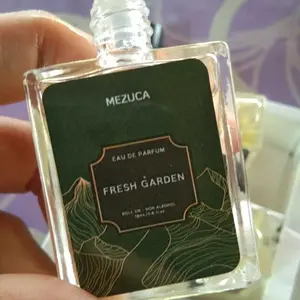 MEZUCA
EAU DE PARFUM
FRESH GARDEN
ROLL ON - NON ALCOHOL